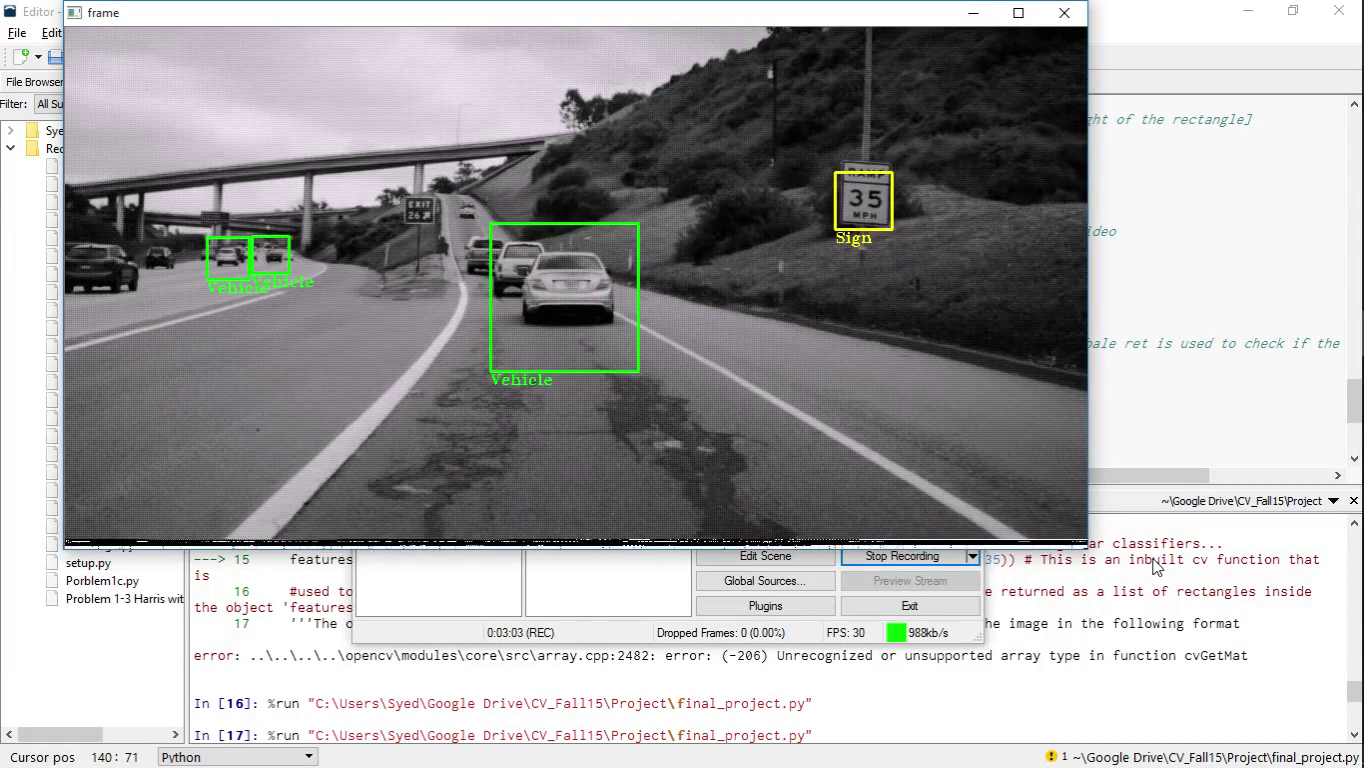 Editor -
frame
File Edit
File Browser
Filter: All Su
Sye
Rec
EXIT
26
RAMP
35
MPH
Sign
Vehicle
Vehicle
Vehicle
ght of the rectangle]
ideo
ret is used to check if the
~\Google Drive\CV_Fall15\Project
setup.py
Porblem1c.py
Problem 1-3 Harris wit
Edit Scene
Stop Recording
Global Sources...
Preview Stream
Plugins
Exit
0:03:03 (REC)
Dropped Frames: 0 (0.00%)
FPS: 30
988kb/s
ar classifiers...
---> 15 features
35)) # This is an inbuilt cv function that
is
16 #used to
e returned as a list of rectangles inside
the object 'features
17 '''The o
the image in the following format
error: ..\..\..\..\opencv\modules\core\src\array.cpp:2482: error: (-206) Unrecognized or unsupported array type in function cvGetMat
In [16]: %run "C:\Users\Syed\Google Drive\CV_Fall15\Project\final_project.py"
In [17]: %run "C:\Users\Syed\Google Drive\CV_Fall15\Project\final_project.py"
Cursor pos 140: 71
Python
1 ~\Google Drive\CV_Fall15\Project\final_project.py